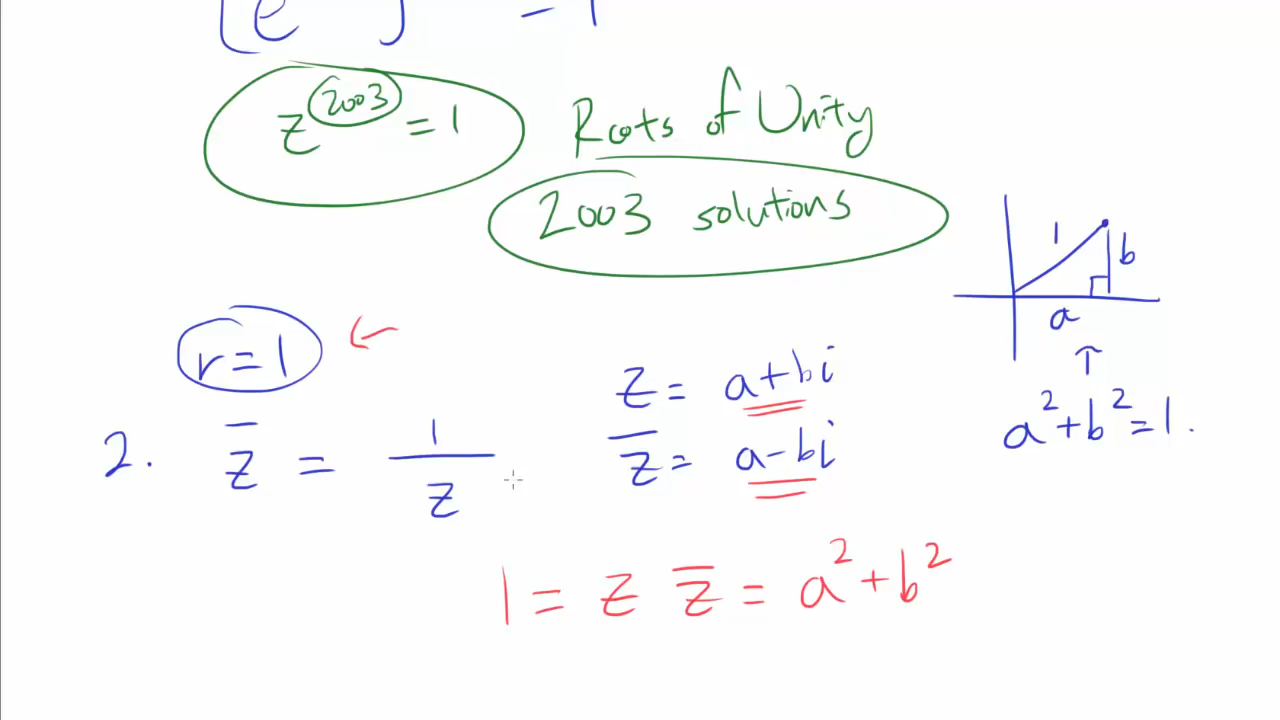 [e ] = 1
z^2003 = 1
Roots of Unity
2003 solutions
1
b
a
r=1 ←
z = a+bi
a²+b²=1.
2. z̅ = 1/z
z̅ = a-bi
1 = z z̅ = a²+b²